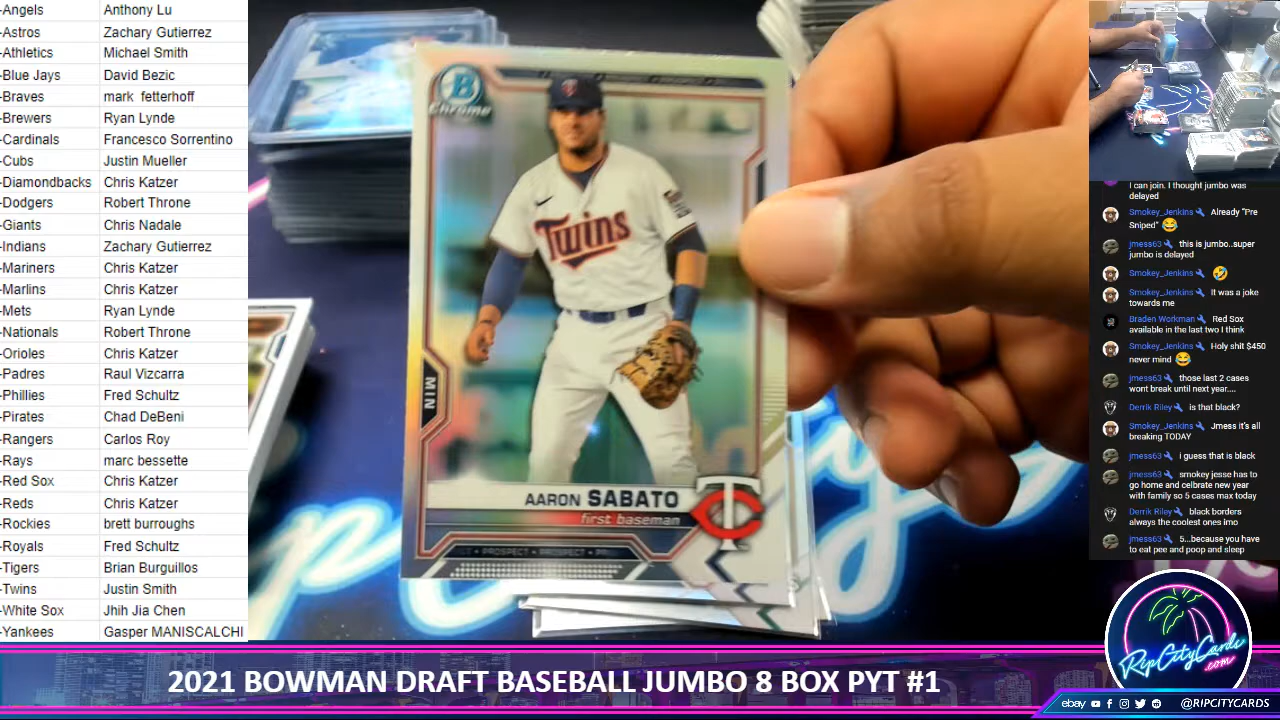 -Angels Anthony Lu
-Astros Zachary Gutierrez
-Athletics Michael Smith
-Blue Jays David Bezic
-Braves mark fetterhoff
-Brewers Ryan Lynde
-Cardinals Francesco Sorrentino
-Cubs Justin Mueller
-Diamondbacks Chris Katzer
-Dodgers Robert Throne
-Giants Chris Nadale
-Indians Zachary Gutierrez
-Mariners Chris Katzer
-Marlins Chris Katzer
-Mets Ryan Lynde
-Nationals Robert Throne
-Orioles Chris Katzer
-Padres Raul Vizcarra
-Phillies Fred Schultz
-Pirates Chad DeBeni
-Rangers Carlos Roy
-Rays marc bessette
-Red Sox Chris Katzer
-Reds Chris Katzer
-Rockies brett burroughs
-Royals Fred Schultz
-Tigers Brian Burguillos
-Twins Justin Smith
-White Sox Jhih Jia Chen
-Yankees Gasper MANISCALCHI
B
Chrome
Twins
MIN
AARON SABATO
first baseman
TC
PROSPECT • PROSPECT
I can join. I thought jumbo was
delayed
Smokey_Jenkins Already "Pre
Sniped" 😂
jmess63 this is jumbo..super
jumbo is delayed
Smokey_Jenkins 🤣
Smokey_Jenkins It was a joke
towards me
Braden Workman Red Sox
available in the last two I think
Smokey_Jenkins Holy shit $450
never mind 😂
jmess63 those last 2 cases
wont break until next year....
Derrik Riley is that black?
Smokey_Jenkins Jmess it's all
breaking TODAY
jmess63 i guess that is black
jmess63 smokey jesse has to
go home and celbrate new year
with family so 5 cases max today
Derrik Riley black borders
always the coolest ones imo
jmess63 5...because you have
to eat pee and poop and sleep
RipCityCards
.com
2021 BOWMAN DRAFT BASEBALL JUMBO 8 BOX PYT #1
ebay @RIPCITYCARDS